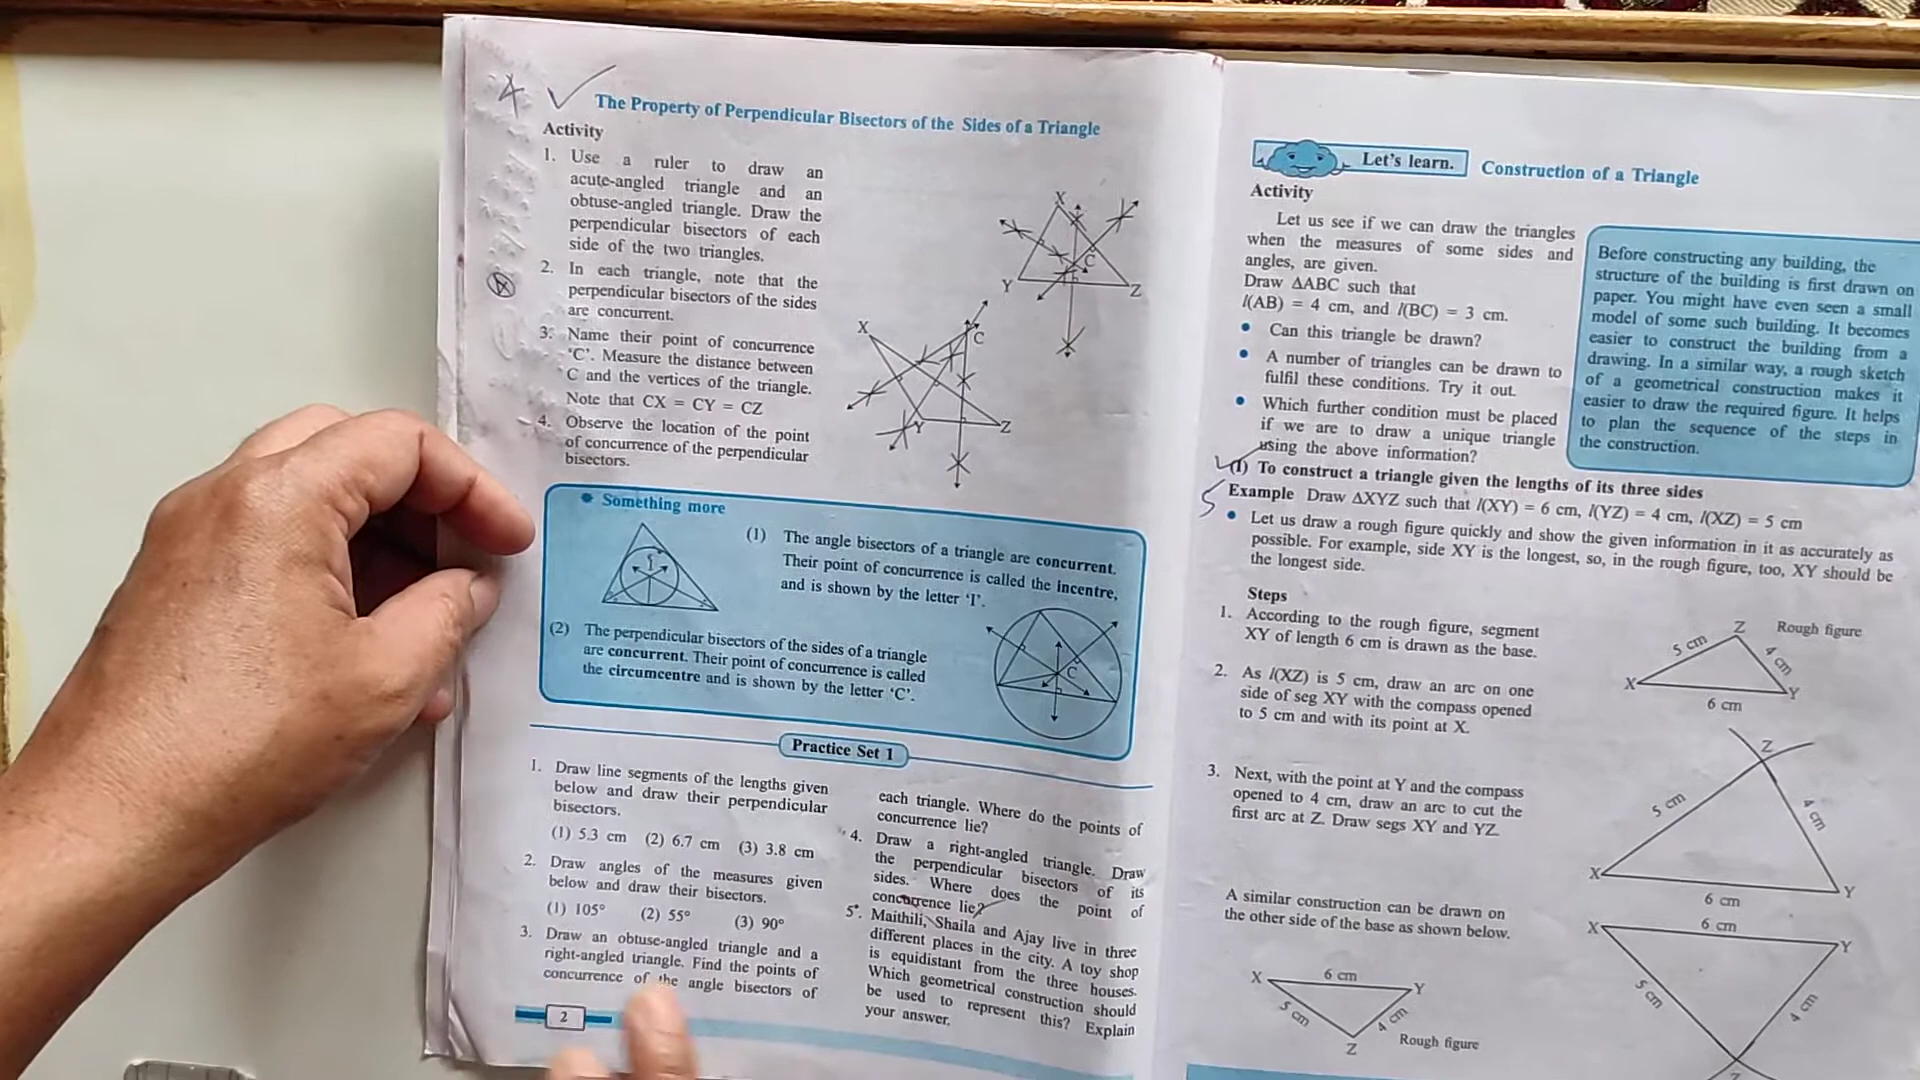 4
The Property of Perpendicular Bisectors of the Sides of a Triangle
Activity
1. Use a ruler to draw an
acute-angled triangle and an
obtuse-angled triangle. Draw the
perpendicular bisectors of each
side of the two triangles.
2. In each triangle, note that the
perpendicular bisectors of the sides
are concurrent.
3. Name their point of concurrence
'C'. Measure the distance between
C and the vertices of the triangle.
Note that CX = CY = CZ
4. Observe the location of the point
of concurrence of the perpendicular
bisectors.
X
Y
C
Z
X
C
Y
Z
Something more
I
(1) The angle bisectors of a triangle are concurrent.
Their point of concurrence is called the incentre,
and is shown by the letter 'I'.
(2) The perpendicular bisectors of the sides of a triangle
are concurrent. Their point of concurrence is called
the circumcentre and is shown by the letter 'C'.
C
Practice Set 1
1. Draw line segments of the lengths given
below and draw their perpendicular
bisectors.
(1) 5.3 cm (2) 6.7 cm (3) 3.8 cm
2. Draw angles of the measures given
below and draw their bisectors.
(1) 105° (2) 55° (3) 90°
3. Draw an obtuse-angled triangle and a
right-angled triangle. Find the points of
concurrence of the angle bisectors of
each triangle. Where do the points of
concurrence lie?
4. Draw a right-angled triangle. Draw
the perpendicular bisectors of its
sides. Where does the point of
concurrence lie?
5*. Maithili, Shaila and Ajay live in three
different places in the city. A toy shop
is equidistant from the three houses.
Which geometrical construction should
be used to represent this? Explain
your answer.
2
Let's learn.
Construction of a Triangle
Activity
Let us see if we can draw the triangles
when the measures of some sides and
angles, are given.
Draw ΔABC such that
l(AB) = 4 cm, and l(BC) = 3 cm.
• Can this triangle be drawn?
• A number of triangles can be drawn to
fulfil these conditions. Try it out.
• Which further condition must be placed
if we are to draw a unique triangle
using the above information?
Before constructing any building, the
structure of the building is first drawn on
paper. You might have even seen a small
model of some such building. It becomes
easier to construct the building from a
drawing. In a similar way, a rough sketch
of a geometrical construction makes it
easier to draw the required figure. It helps
to plan the sequence of the steps in
the construction.
(I) To construct a triangle given the lengths of its three sides
5
Example Draw ΔXYZ such that l(XY) = 6 cm, l(YZ) = 4 cm, l(XZ) = 5 cm
• Let us draw a rough figure quickly and show the given information in it as accurately as
possible. For example, side XY is the longest, so, in the rough figure, too, XY should be
the longest side.
Steps
1. According to the rough figure, segment
XY of length 6 cm is drawn as the base.
2. As l(XZ) is 5 cm, draw an arc on one
side of seg XY with the compass opened
to 5 cm and with its point at X.
3. Next, with the point at Y and the compass
opened to 4 cm, draw an arc to cut the
first arc at Z. Draw segs XY and YZ.
A similar construction can be drawn on
the other side of the base as shown below.
Z
Rough figure
5 cm
4 cm
X
Y
6 cm
Z
5 cm
4 cm
X
Y
6 cm
6 cm
X
Y
5 cm
4 cm
Z
X
6 cm
Y
5 cm
4 cm
Z
Rough figure